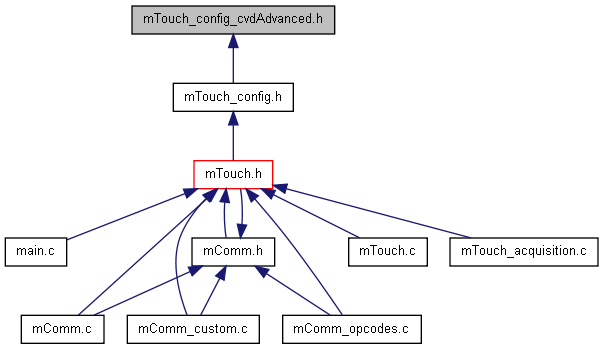 mTouch_config_cvdAdvanced.h
mTouch_config.h
mTouch.h
main.c
mComm.h
mTouch.c
mTouch_acquisition.c
mComm.c
mComm_custom.c
mComm_opcodes.c